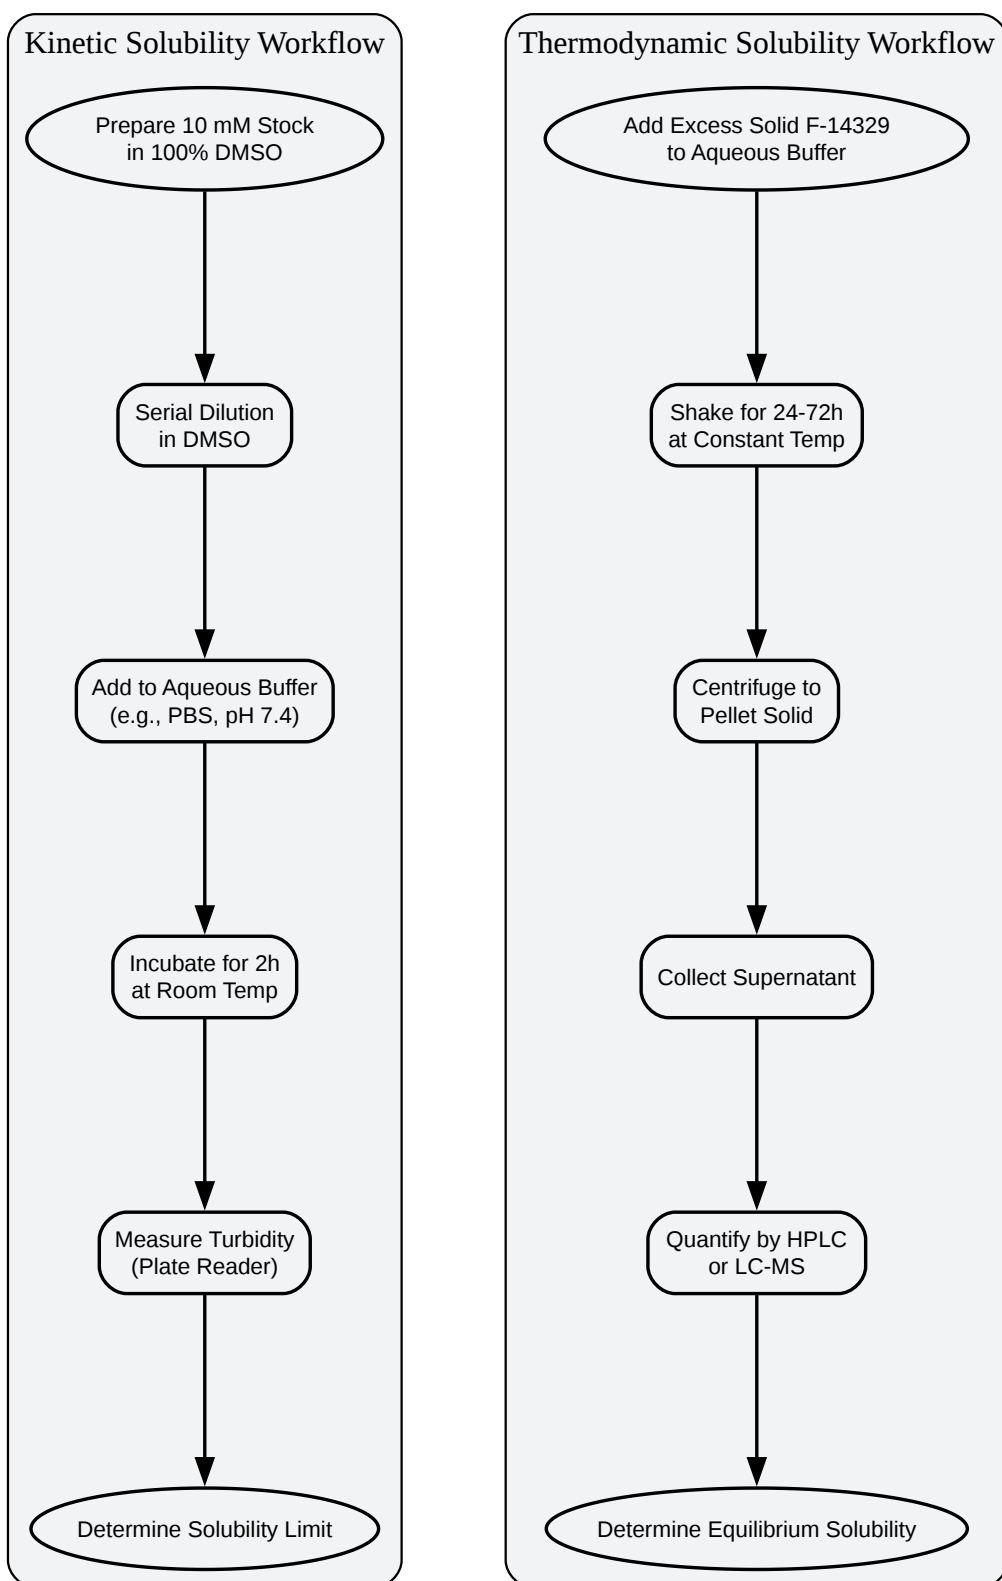 Kinetic Solubility Workflow
Prepare 10 mM Stock
in 100% DMSO
Serial Dilution
in DMSO
Add to Aqueous Buffer
(e.g., PBS, pH 7.4)
Incubate for 2h
at Room Temp
Measure Turbidity
(Plate Reader)
Determine Solubility Limit
Thermodynamic Solubility Workflow
Add Excess Solid F-14329
to Aqueous Buffer
Shake for 24-72h
at Constant Temp
Centrifuge to
Pellet Solid
Collect Supernatant
Quantify by HPLC
or LC-MS
Determine Equilibrium Solubility